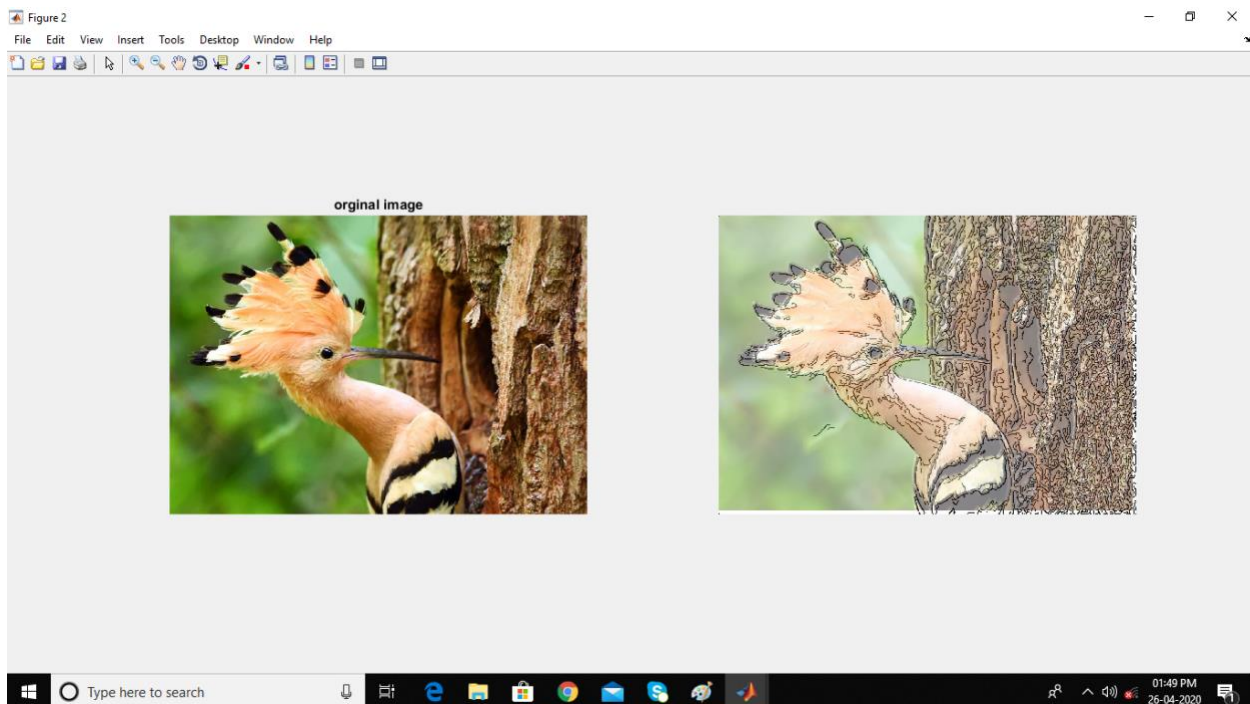 Figure 2
File Edit View Insert Tools Desktop Window Help
orginal image
Type here to search
01:49 PM
26-04-2020
1